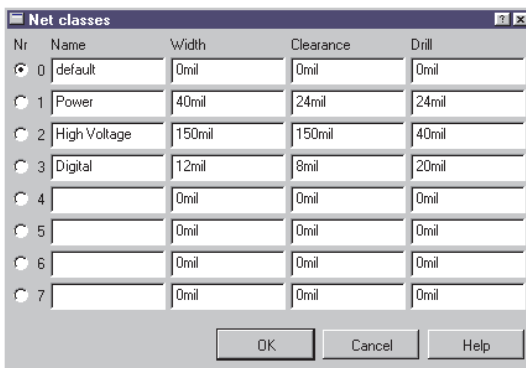 Net classes
Nr Name Width Clearance Drill
0 default 0mil 0mil 0mil
1 Power 40mil 24mil 24mil
2 High Voltage 150mil 150mil 40mil
3 Digital 12mil 8mil 20mil
4 0mil 0mil 0mil
5 0mil 0mil 0mil
6 0mil 0mil 0mil
7 0mil 0mil 0mil
OK Cancel Help